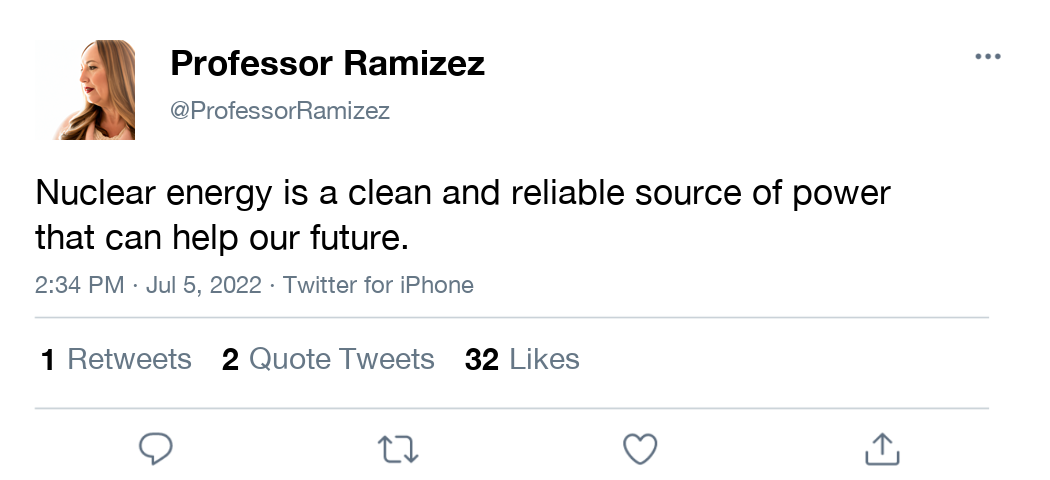 Professor Ramizez
@ProfessorRamizez
Nuclear energy is a clean and reliable source of power
that can help our future.
2:34 PM · Jul 5, 2022 · Twitter for iPhone
1 Retweets 2 Quote Tweets 32 Likes